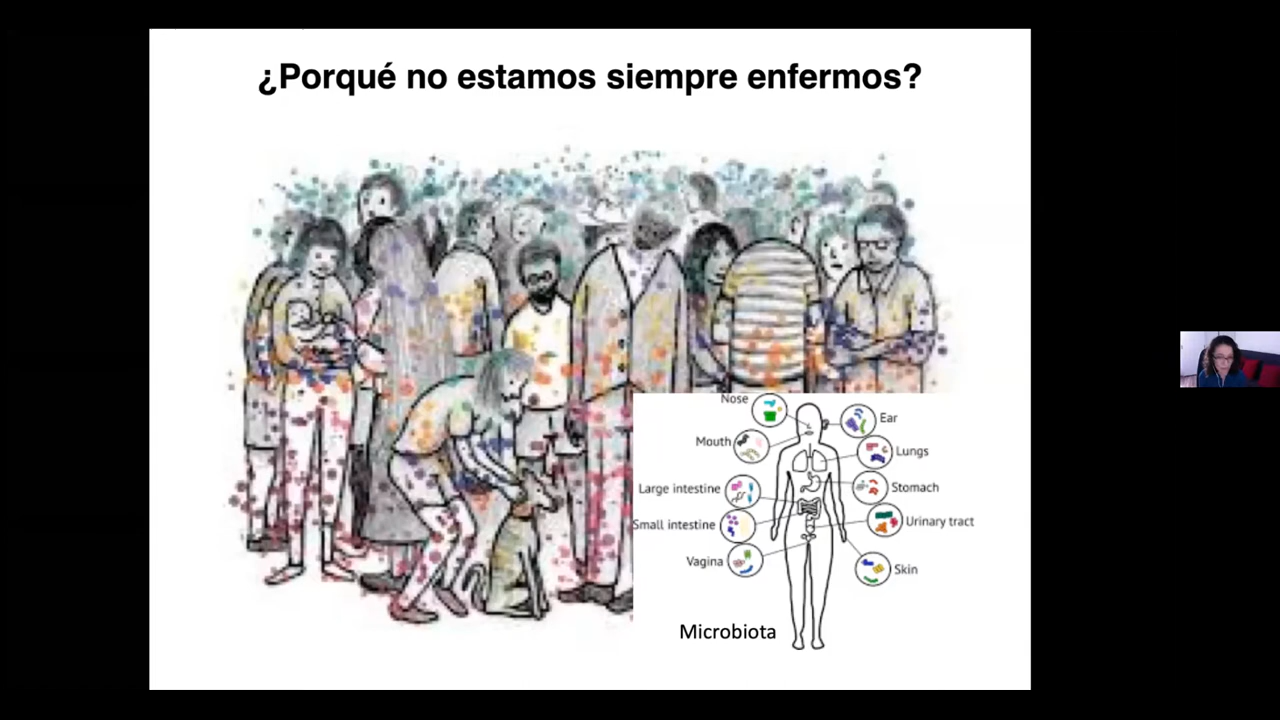 ¿Porqué no estamos siempre enfermos?
Nose
Ear
Mouth
Lungs
Large intestine
Stomach
Small intestine
Urinary tract
Vagina
Skin
Microbiota